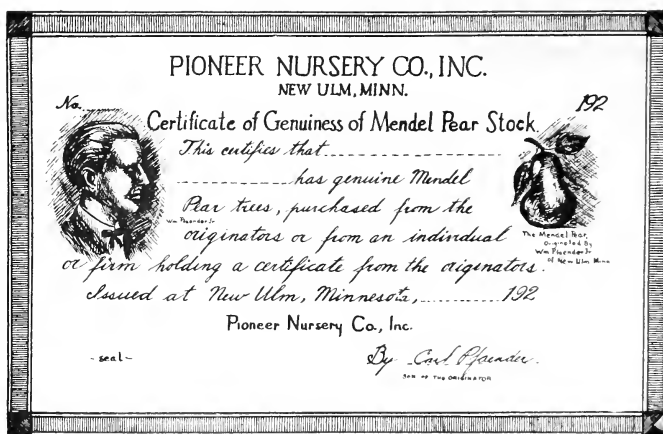 PIONEER NURSERY CO., INC.
NEW ULM, MINN.
No.
192
Certificate of Genuiness of Mendel Pear Stock.
This certifies that
has genuine Mendel
Pear trees, purchased from the
Wm Pfaender Jr
originators or from an individual
The Mendel Pear,
Originated By
Wm Pfaender Jr
of New Ulm Minn
or firm holding a certificate from the originators.
Issued at New Ulm, Minnesota, 192
Pioneer Nursery Co., Inc.
- seal -
By Carl Pfaender.
SON OF THE ORIGINATOR